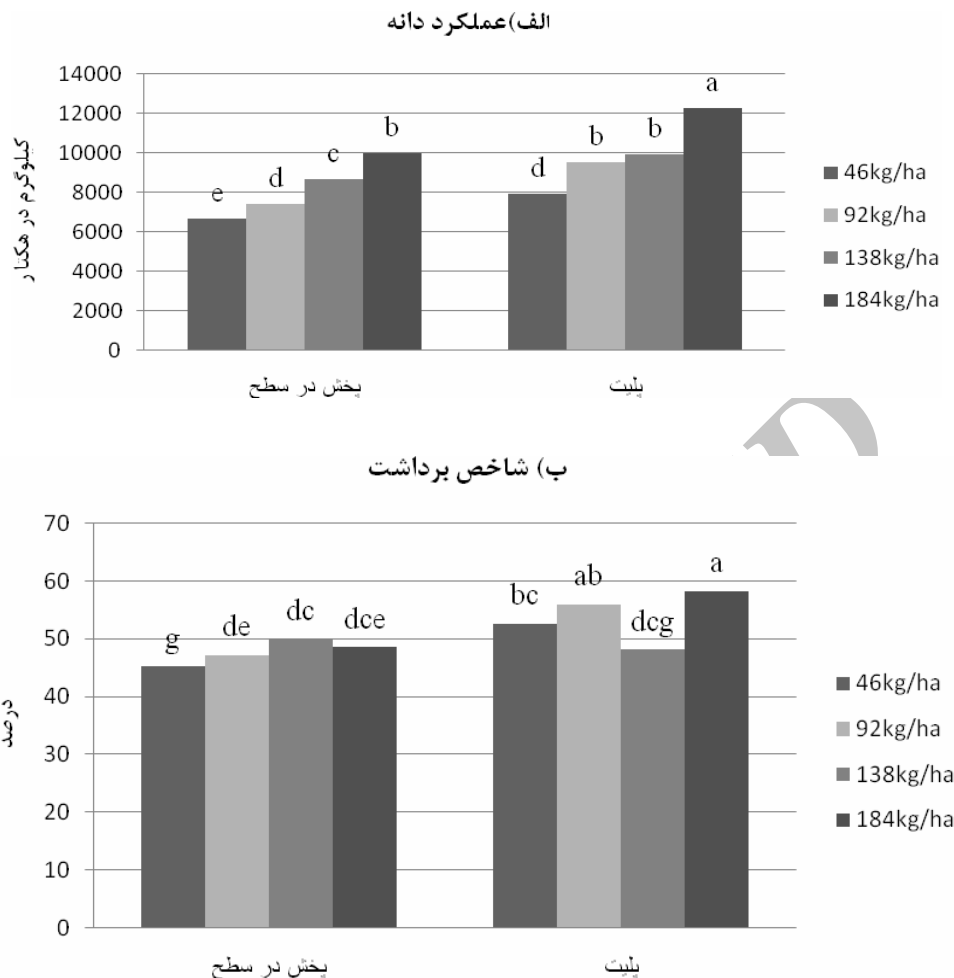 الف)عملکرد دانه
14000
12000
10000
8000
6000
4000
2000
0
کیلوگرم در هکتار
e
d
c
b
d
b
b
a
پخش در سطح
پلیت
46kg/ha
92kg/ha
138kg/ha
184kg/ha
ب) شاخص برداشت
70
60
50
40
30
20
10
0
درصد
g
de
dc
dce
bc
ab
dcg
a
پخش در سطح
پلیت
46kg/ha
92kg/ha
138kg/ha
184kg/ha